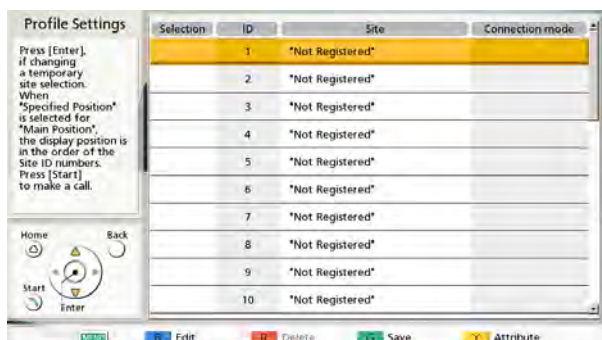 Profile Settings
Press [Enter],
if changing
a temporary
site selection.
When
"Specified Position"
is selected for
"Main Position",
the display position is
in the order of the
Site ID numbers.
Press [Start]
to make a call.
Home
Back
Start
Enter
Selection ID Site Connection mode
1 "Not Registered"
2 "Not Registered"
3 "Not Registered"
4 "Not Registered"
5 "Not Registered"
6 "Not Registered"
7 "Not Registered"
8 "Not Registered"
9 "Not Registered"
10 "Not Registered"
MENU B Edit R Delete G Save Y Attribute